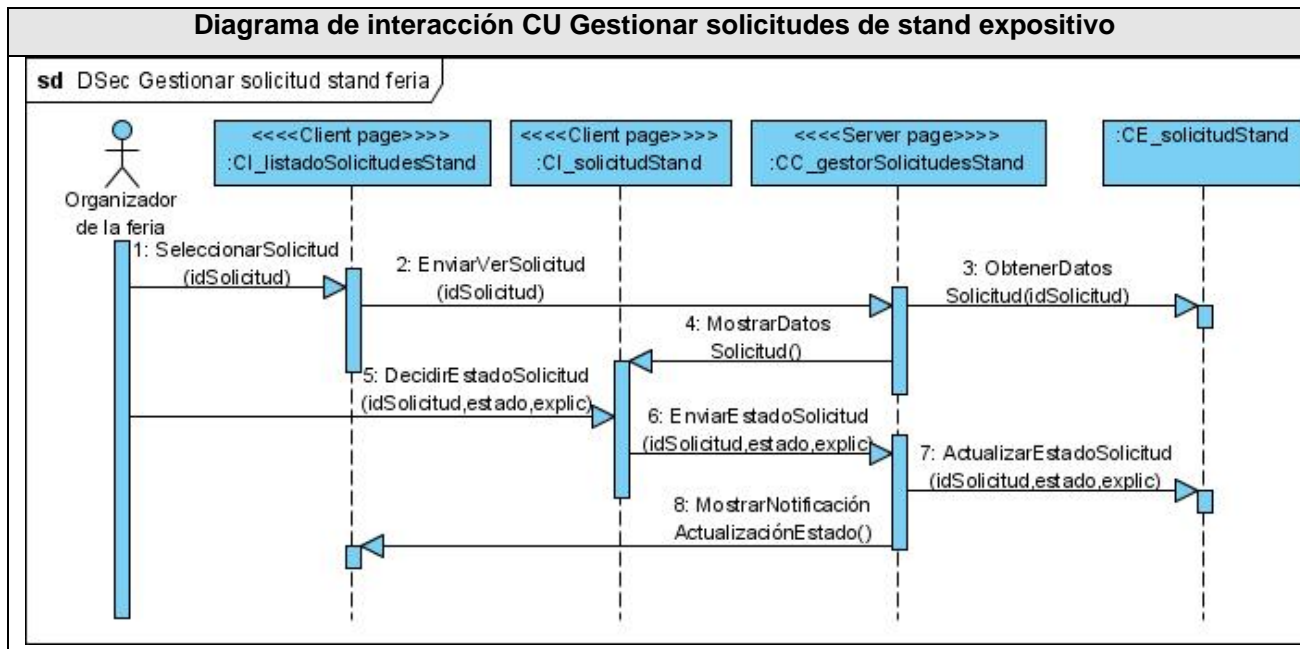 Diagrama de interacción CU Gestionar solicitudes de stand expositivo
sd DSec Gestionar solicitud stand feria
<<<<Client page>>>>
:CI_listadoSolicitudesStand
<<<<Client page>>>>
:CI_solicitudStand
<<<<Server page>>>>
:CC_gestorSolicitudesStand
:CE_solicitudStand
Organizador
de la feria
1: SeleccionarSolicitud
(idSolicitud)
2: EnviarVerSolicitud
(idSolicitud)
3: ObtenerDatos
Solicitud(idSolicitud)
4: MostrarDatos
Solicitud()
5: DecidirEstadoSolicitud
(idSolicitud,estado,explic)
6: EnviarEstadoSolicitud
(idSolicitud,estado,explic)
7: ActualizarEstadoSolicitud
(idSolicitud,estado,explic)
8: MostrarNotificación
ActualizaciónEstado()